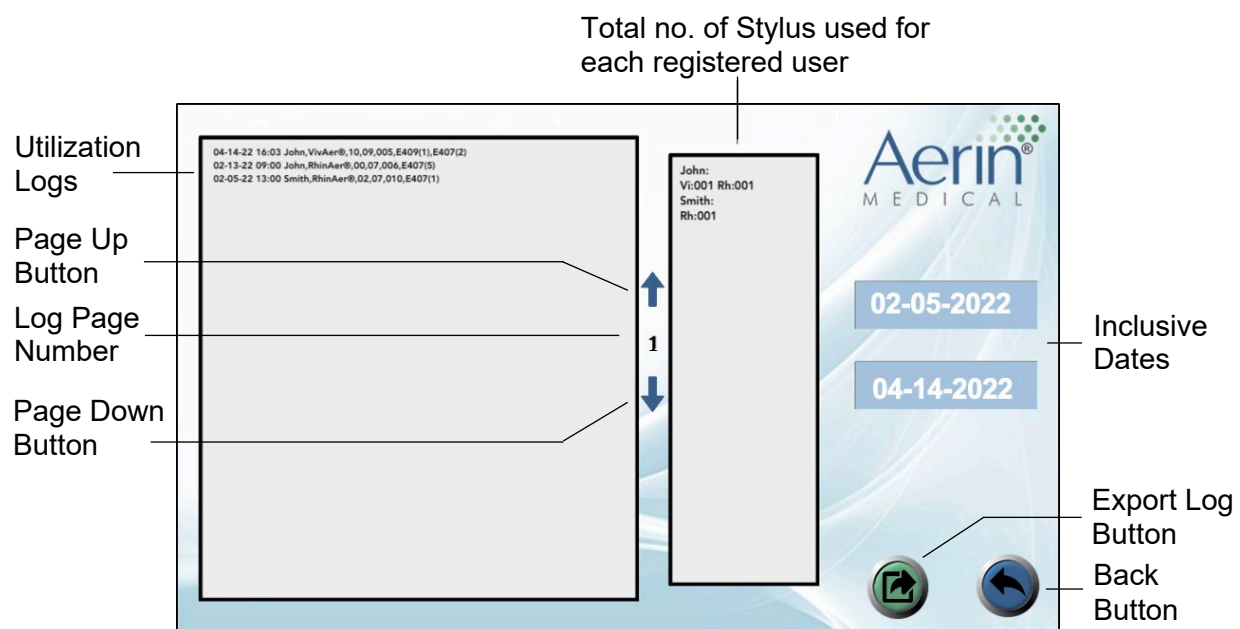 Total no. of Stylus used for
each registered user
Utilization
Logs
Page Up
Button
Log Page
Number
Page Down
Button
04-14-22 16:03 John,VivAer®,10,09,005,E409(1),E407(2)
02-13-22 09:00 John,RhinAer®,00,07,006,E407(5)
02-05-22 13:00 Smith,RhinAer®,02,07,010,E407(1)
1
John:
Vi:001 Rh:001
Smith:
Rh:001
Aerin®
MEDICAL
02-05-2022
04-14-2022
Inclusive
Dates
Export Log
Button
Back
Button